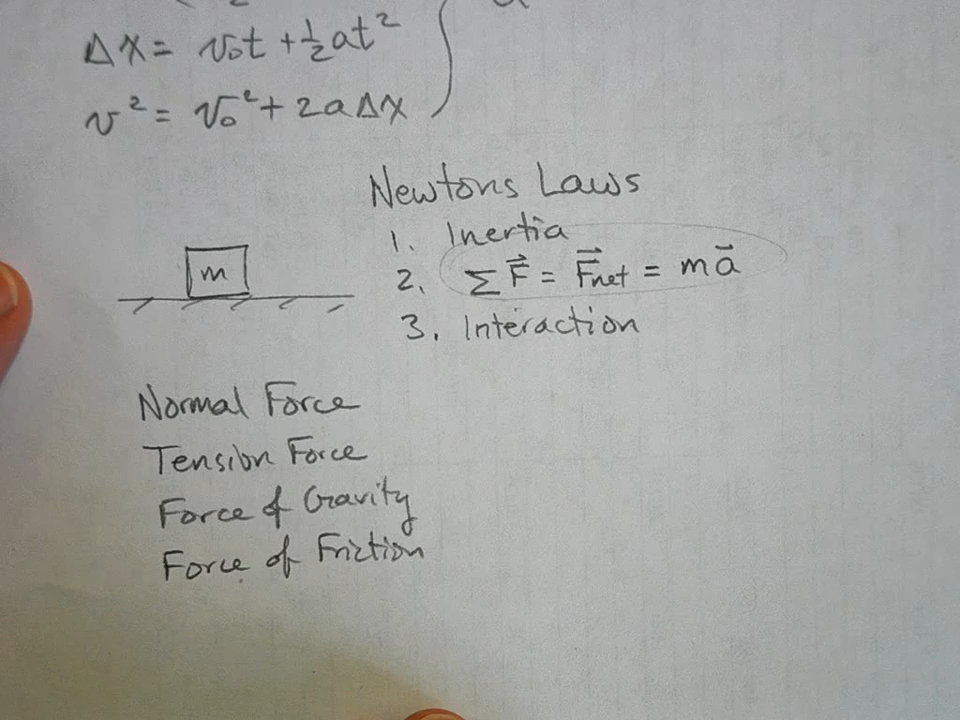 Δx = v₀t + ½at²
v² = v₀² + 2aΔx
Newtons Laws
1. Inertia
2. ΣF⃗ = F⃗net = ma⃗
3. Interaction
m
Normal Force
Tension Force
Force of Gravity
Force of Friction